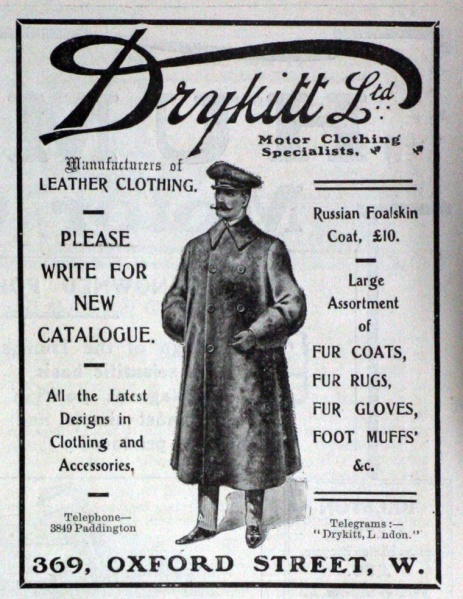 Drykitt Ltd
Motor Clothing
Specialists.
Manufacturers of
LEATHER CLOTHING.
PLEASE
WRITE FOR
NEW
CATALOGUE.
All the Latest
Designs in
Clothing and
Accessories.
Telephone—
3849 Paddington
Russian Foalskin
Coat, £10.
Large
Assortment
of
FUR COATS,
FUR RUGS,
FUR GLOVES,
FOOT MUFFS'
&c.
Telegrams :—
"Drykitt, L ndon."
369, OXFORD STREET, W.